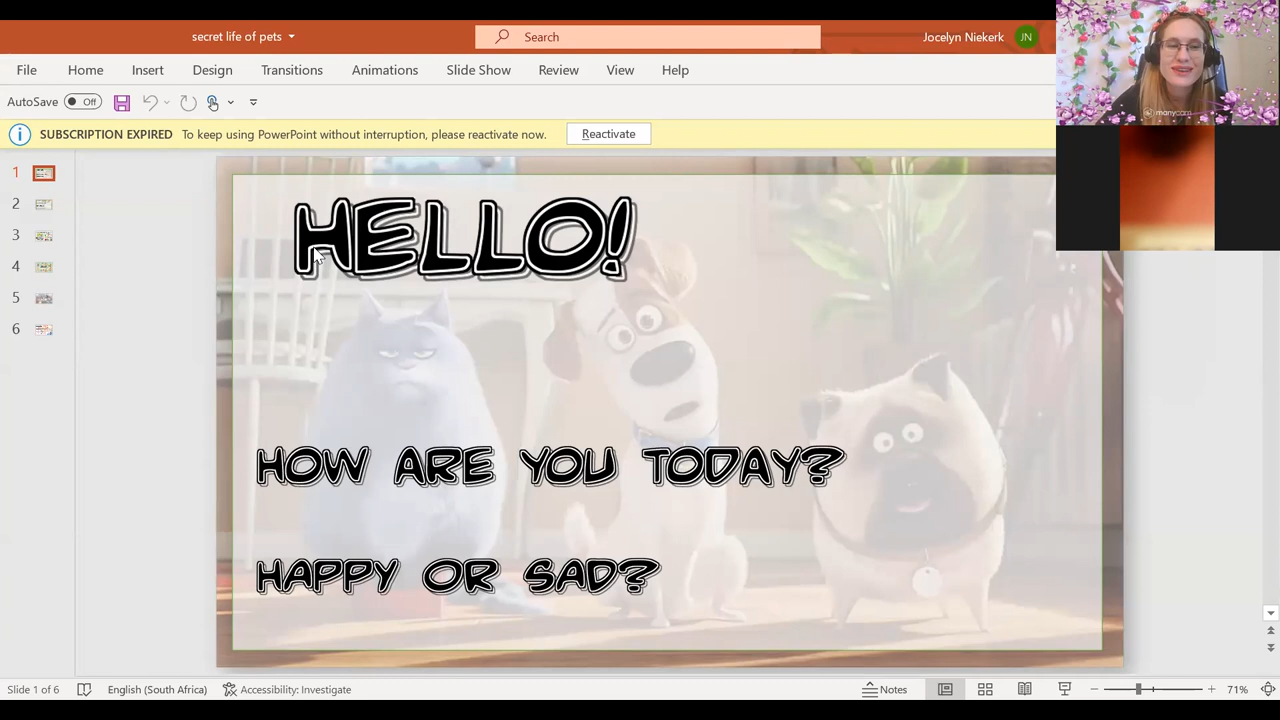 secret life of pets
Search
Jocelyn Niekerk JN
File Home Insert Design Transitions Animations Slide Show Review View Help
AutoSave Off
SUBSCRIPTION EXPIRED To keep using PowerPoint without interruption, please reactivate now. Reactivate
manycam
1
2
3
4
5
6
HELLO!
HOW ARE YOU TODAY?
HAPPY OR SAD?
Slide 1 of 6 English (South Africa) Accessibility: Investigate Notes 71%